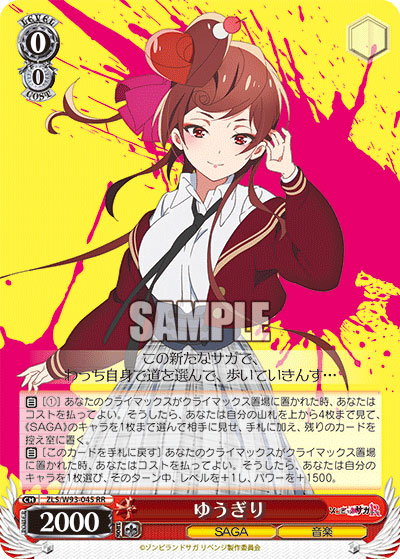 LEVEL
0
0
COST
SAMPLE
この新たなサガで、
わっち自身で道を選んで、歩いていきんす…
自 [①] あなたのクライマックスがクライマックス置場に置かれた時、あなたは
コストを払ってよい。そうしたら、あなたは自分の山札を上から4枚まで見て、
《SAGA》のキャラを1枚まで選んで相手に見せ、手札に加え、残りのカードを
控え室に置く。
自 [このカードを手札に戻す] あなたのクライマックスがクライマックス置場
に置かれた時、あなたはコストを払ってよい。そうしたら、あなたは自分のキャラ
を1枚選び、そのターン中、レベルを+1し、パワーを+1500。
CH ZLS/W93-045 RR
2000
ゆうぎり
ゾンビランドサガR
SAGA
音楽
©ゾンビランドサガ リベンジ製作委員会